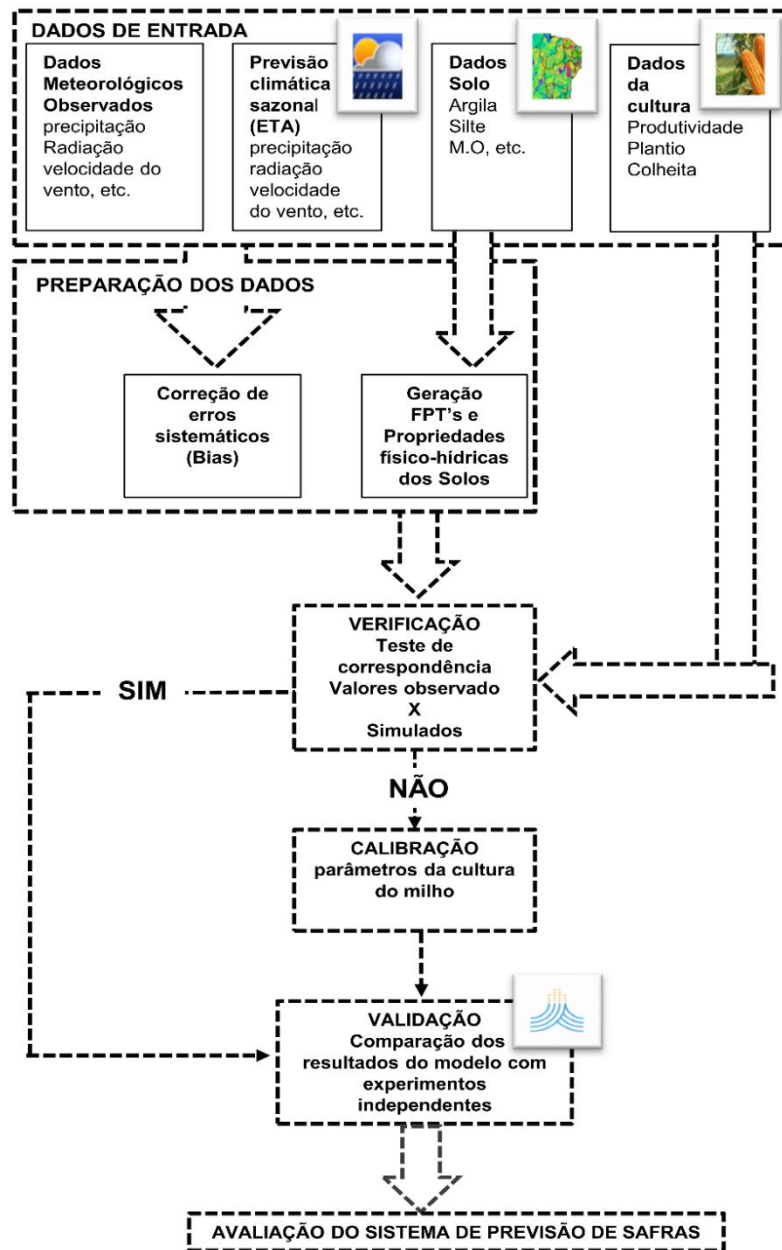 DADOS DE ENTRADA
Dados
Meteorológicos
Observados
precipitação
Radiação
velocidade do
vento, etc.
Previsão
climática
sazonal
(ETA)
precipitação
radiação
velocidade
do vento, etc.
Dados
Solo
Argila
Silte
M.O, etc.
Dados
da
cultura
Produtividade
Plantio
Colheita
PREPARAÇÃO DOS DADOS
Correção de
erros
sistemáticos
(Bias)
Geração
FPT's e
Propriedades
físico-hídricas
dos Solos
VERIFICAÇÃO
Teste de
correspondência
Valores observado
X
Simulados
SIM
NÃO
CALIBRAÇÃO
parâmetros da cultura
do milho
VALIDAÇÃO
Comparação dos
resultados do modelo com
experimentos
independentes
AVALIAÇÃO DO SISTEMA DE PREVISÃO DE SAFRAS